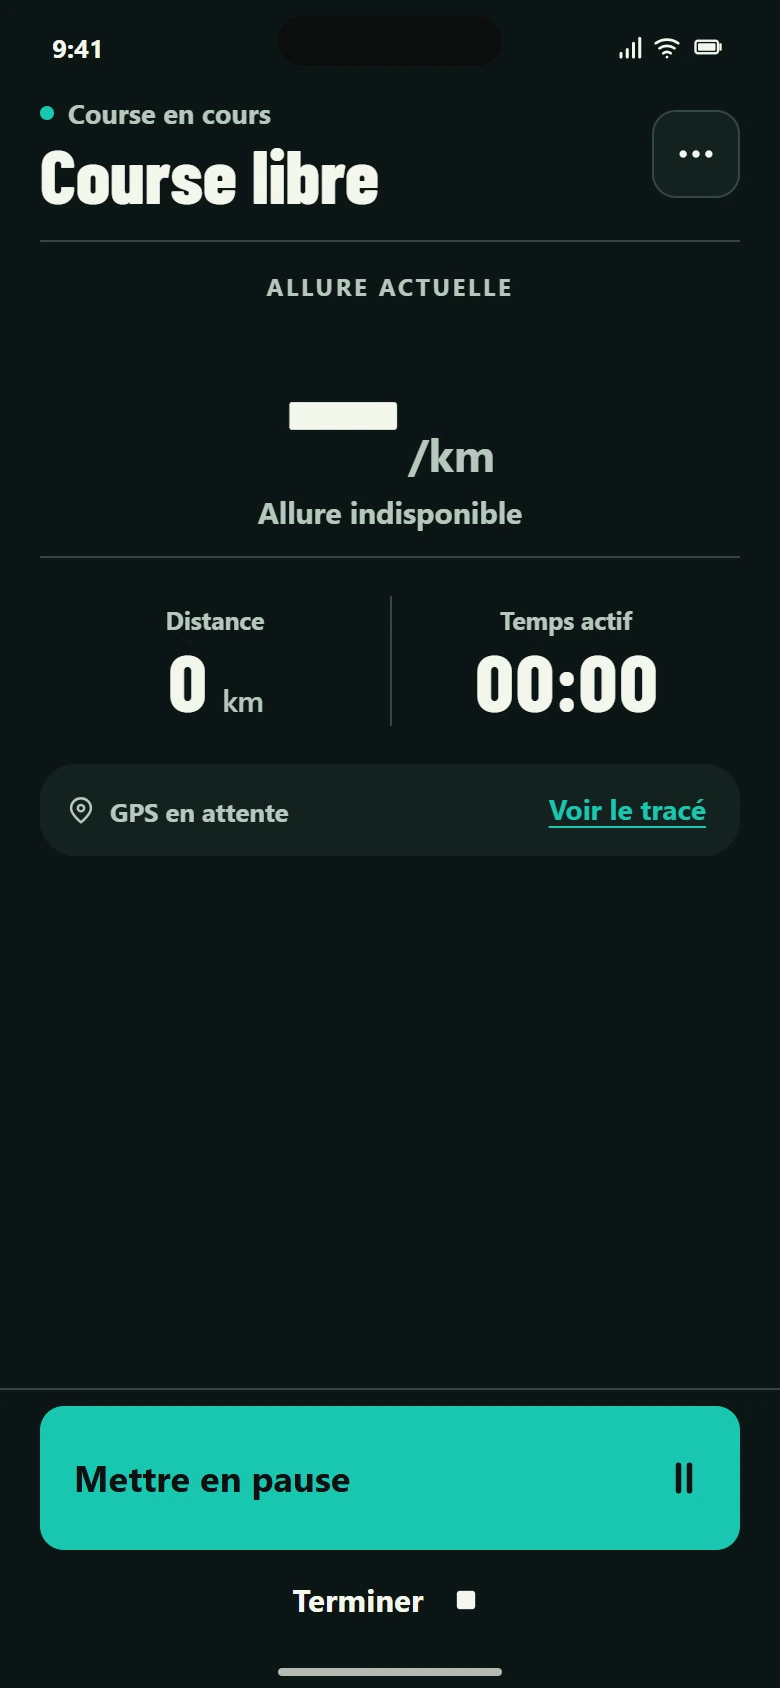 9:41
Course en cours
Course libre
ALLURE ACTUELLE
— /km
Allure indisponible
Distance
Temps actif
0 km
00:00
GPS en attente
Voir le tracé
Mettre en pause
Terminer